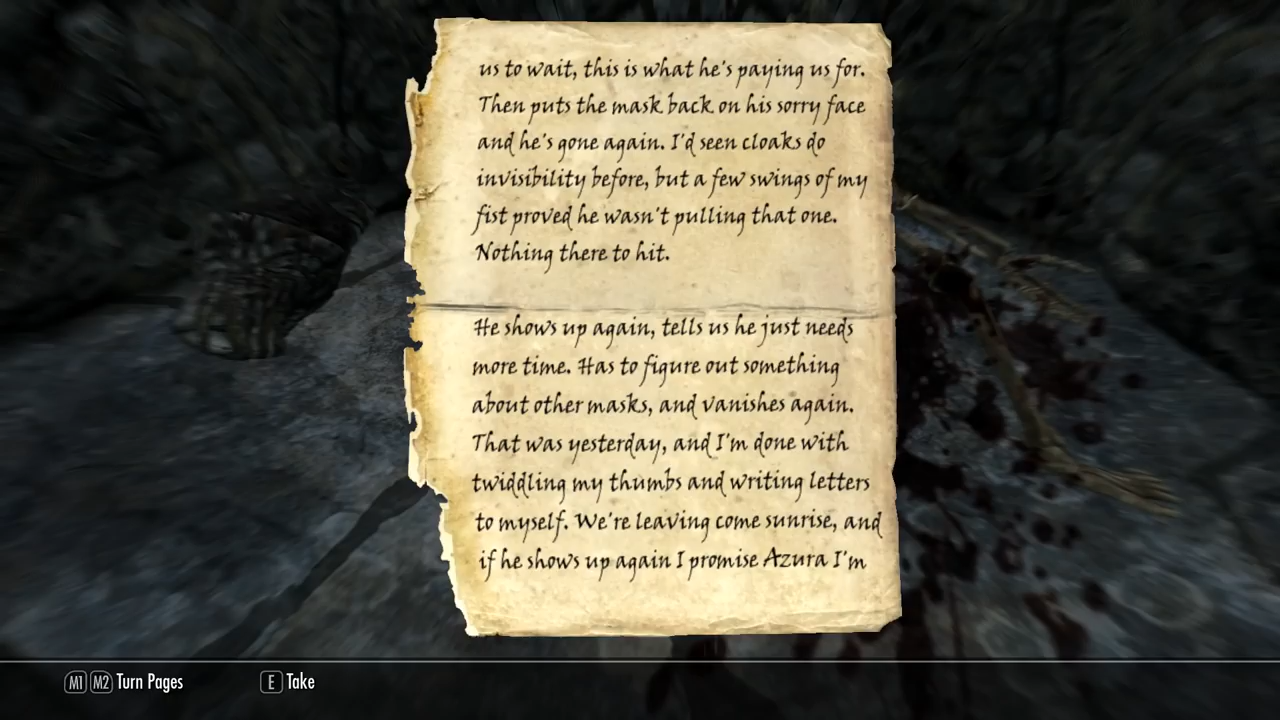 us to wait, this is what he's paying us for.
Then puts the mask back on his sorry face
and he's gone again. I'd seen cloaks do
invisibility before, but a few swings of my
fist proved he wasn't pulling that one.
Nothing there to hit.
He shows up again, tells us he just needs
more time. Has to figure out something
about other masks, and vanishes again.
That was yesterday, and I'm done with
twiddling my thumbs and writing letters
to myself. We're leaving come sunrise, and
if he shows up again I promise Azura I'm
M1 M2 Turn Pages E Take